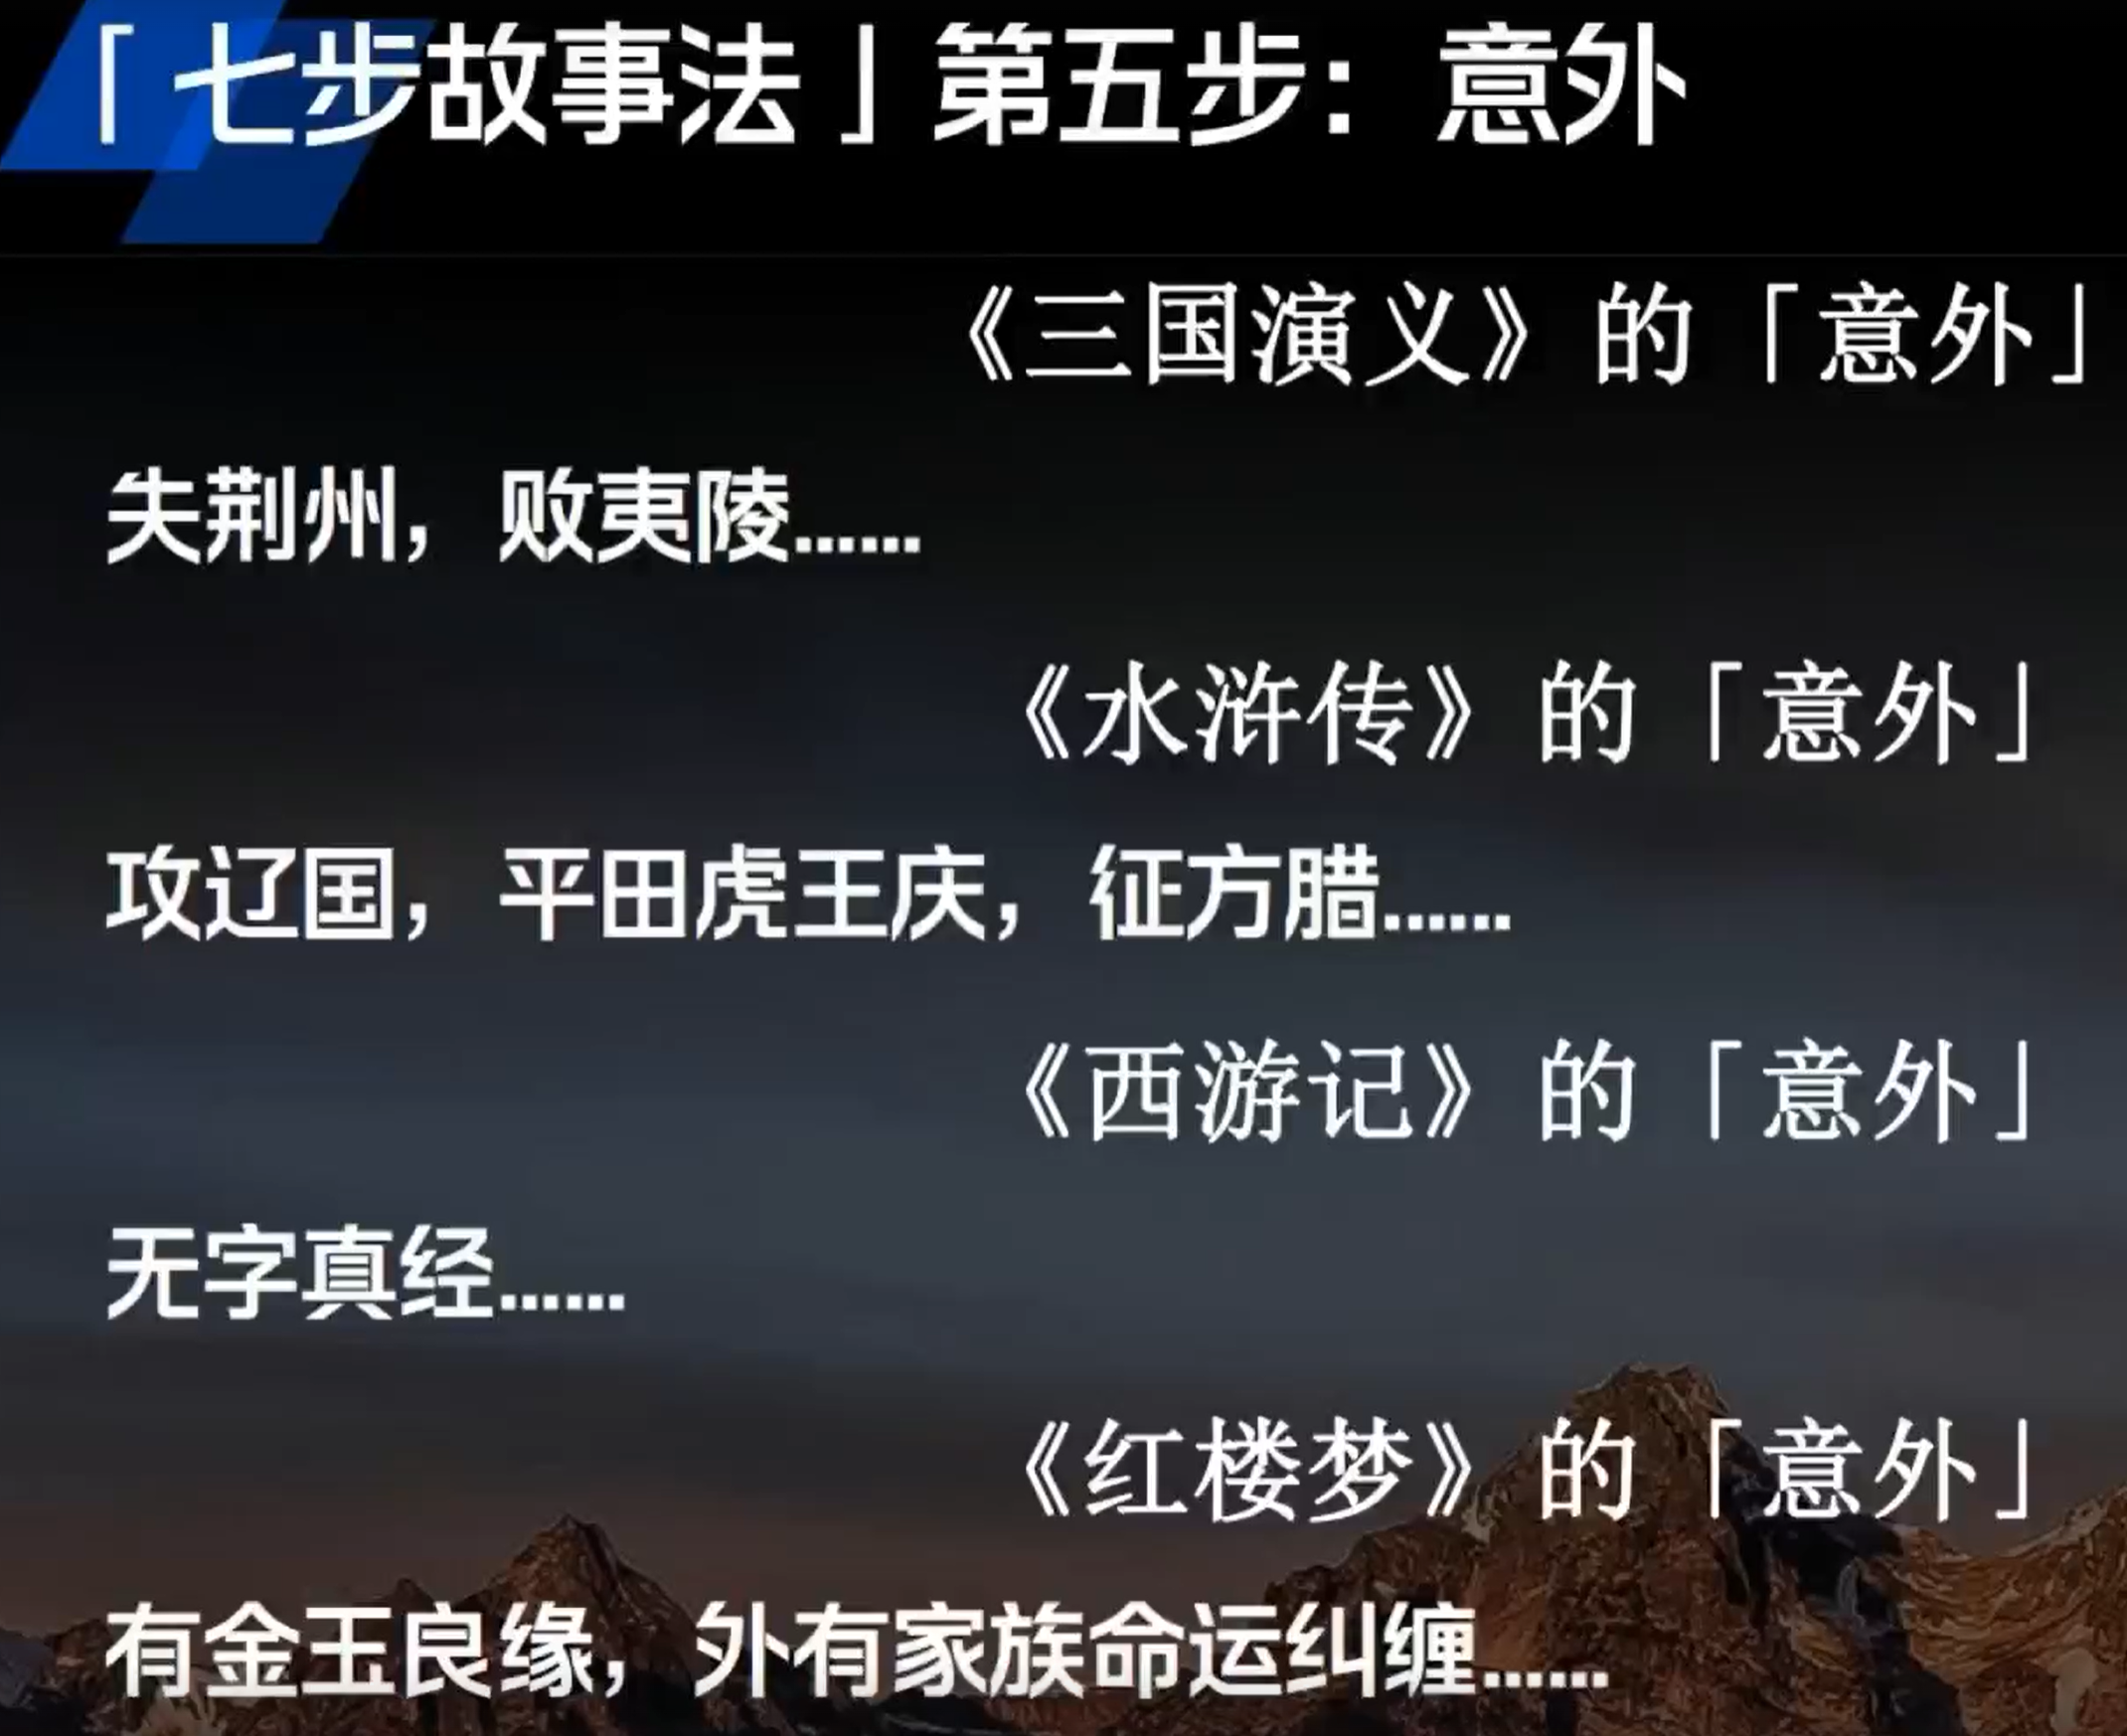 「七步故事法」第五步：意外
《三国演义》的「意外」
失荆州，败夷陵……
《水浒传》的「意外」
攻辽国，平田虎王庆，征方腊……
《西游记》的「意外」
无字真经……
《红楼梦》的「意外」
有金玉良缘，外有家族命运纠缠……